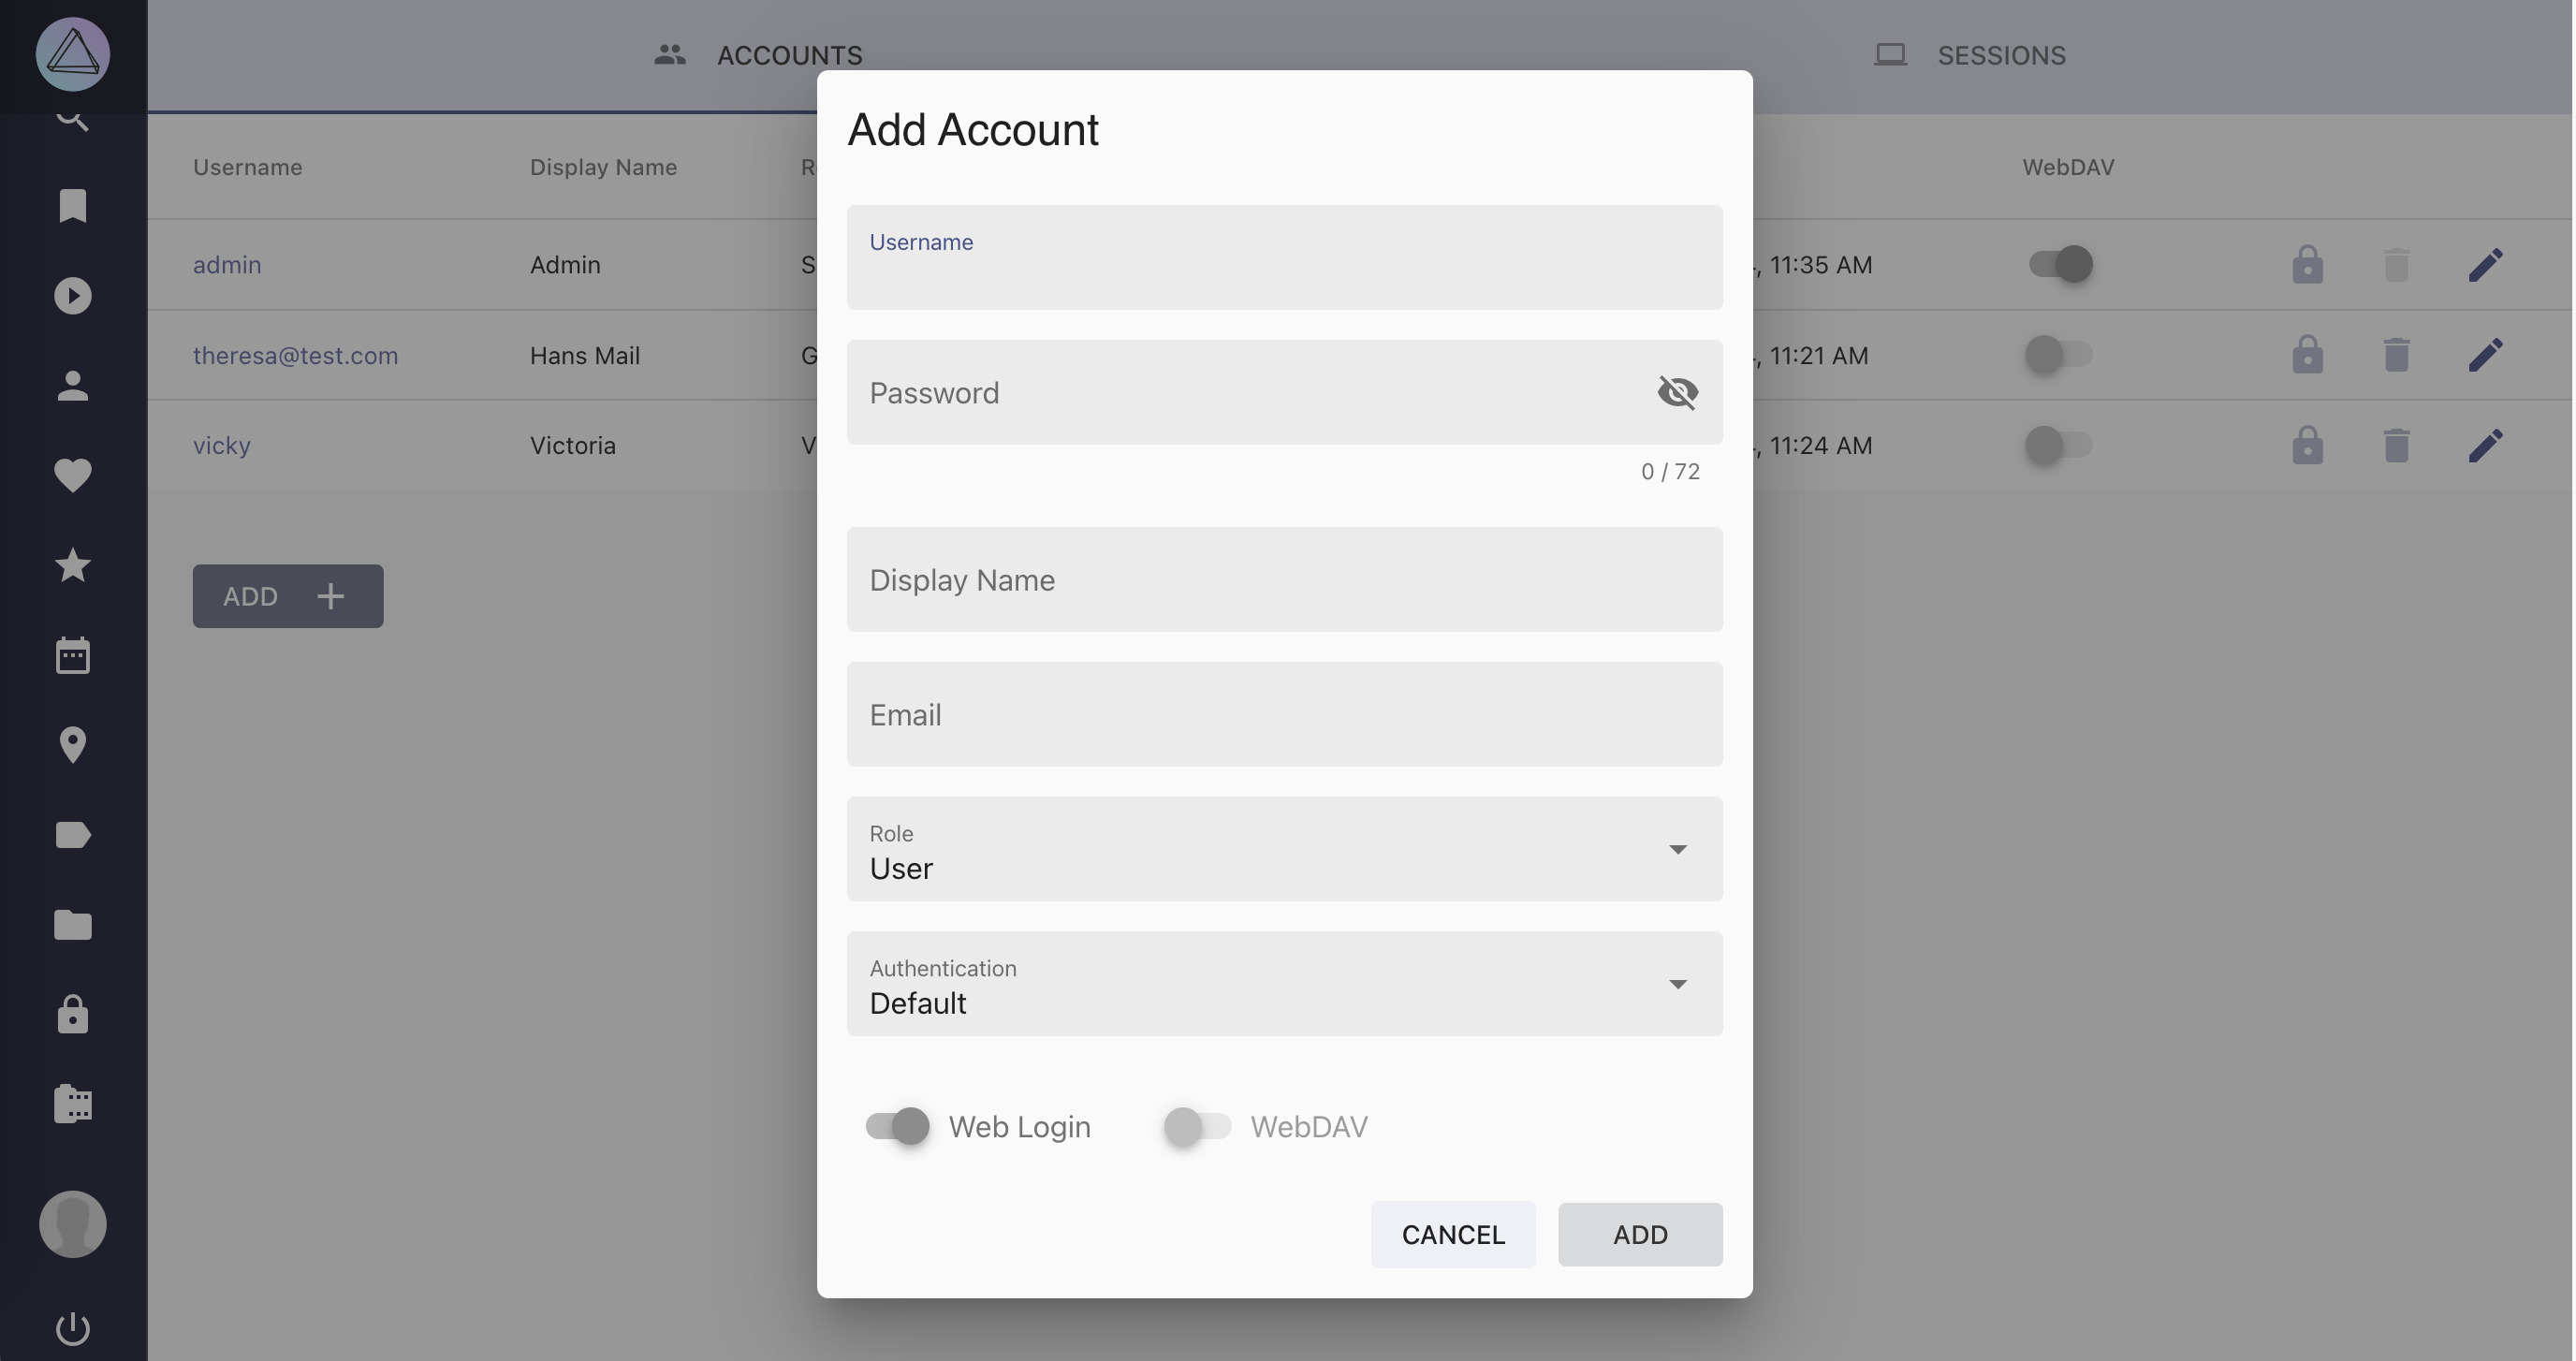 ACCOUNTS
SESSIONS
Add Account
Username Display Name R WebDAV
Username
admin Admin S , 11:35 AM
theresa@test.com Hans Mail G , 11:21 AM
Password
vicky Victoria V , 11:24 AM
0 / 72
Display Name
ADD
Email
Role
User
Authentication
Default
Web Login WebDAV
CANCEL ADD